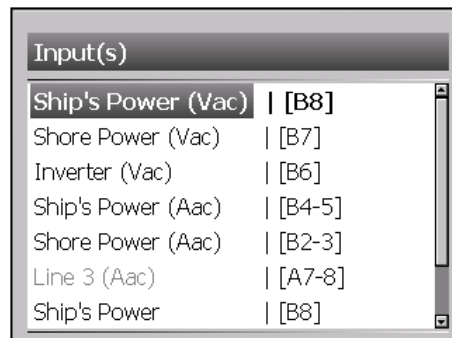 Input(s)
Ship's Power (Vac) | [B8]
Shore Power (Vac) | [B7]
Inverter (Vac) | [B6]
Ship's Power (Aac) | [B4-5]
Shore Power (Aac) | [B2-3]
Line 3 (Aac) | [A7-8]
Ship's Power | [B8]